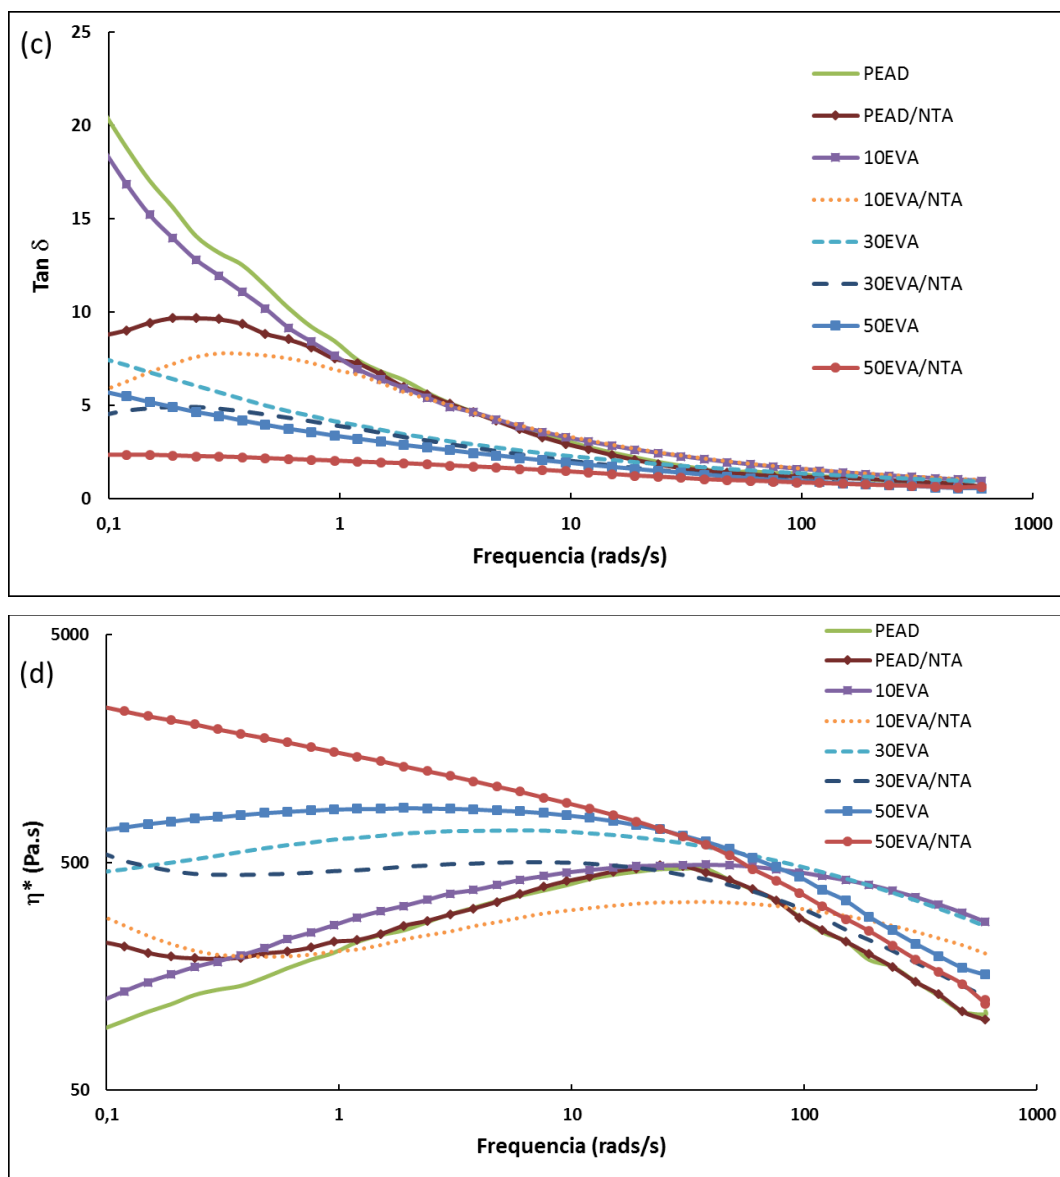 (c)
25
20
15
10
5
0
Tan δ
0,1
1
10
100
1000
Frequencia (rads/s)
PEAD
PEAD/NTA
10EVA
10EVA/NTA
30EVA
30EVA/NTA
50EVA
50EVA/NTA
(d)
5000
500
50
η* (Pa.s)
0,1
1
10
100
1000
Frequencia (rads/s)
PEAD
PEAD/NTA
10EVA
10EVA/NTA
30EVA
30EVA/NTA
50EVA
50EVA/NTA